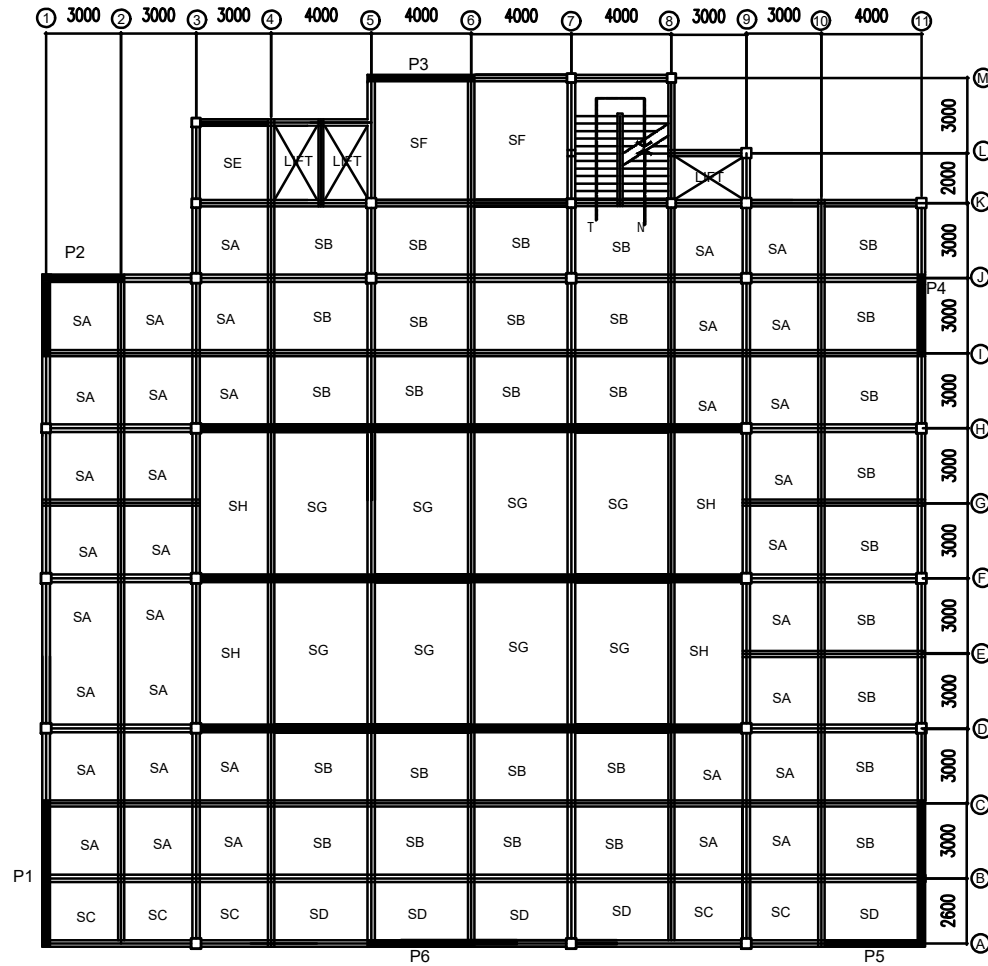 1 2 3 4 5 6 7 8 9 10 11
3000 3000 3000 4000 4000 4000 4000 3000 3000 4000
P3
M
3000
SF SF
L
SE LIFT LIFT
LIFT
2000
K
T N
3000
P2
SA SB SB SB SB SA SA SB
J
P4
3000
SA SA SA SB SB SB SB SA SA SB
I
3000
SA SA SA SB SB SB SB SA SA SB
H
3000
SA SA SA SB
SH SG SG SG SG SH
G
3000
SA SA SA SB
F
3000
SA SA SA SB
SH SG SG SG SG SH
E
3000
SA SA SA SB
D
3000
SA SA SA SB SB SB SB SA SA SB
C
3000
SA SA SA SB SB SB SB SA SA SB
P1
B
2600
SC SC SC SD SD SD SD SC SC SD
A
P6 P5